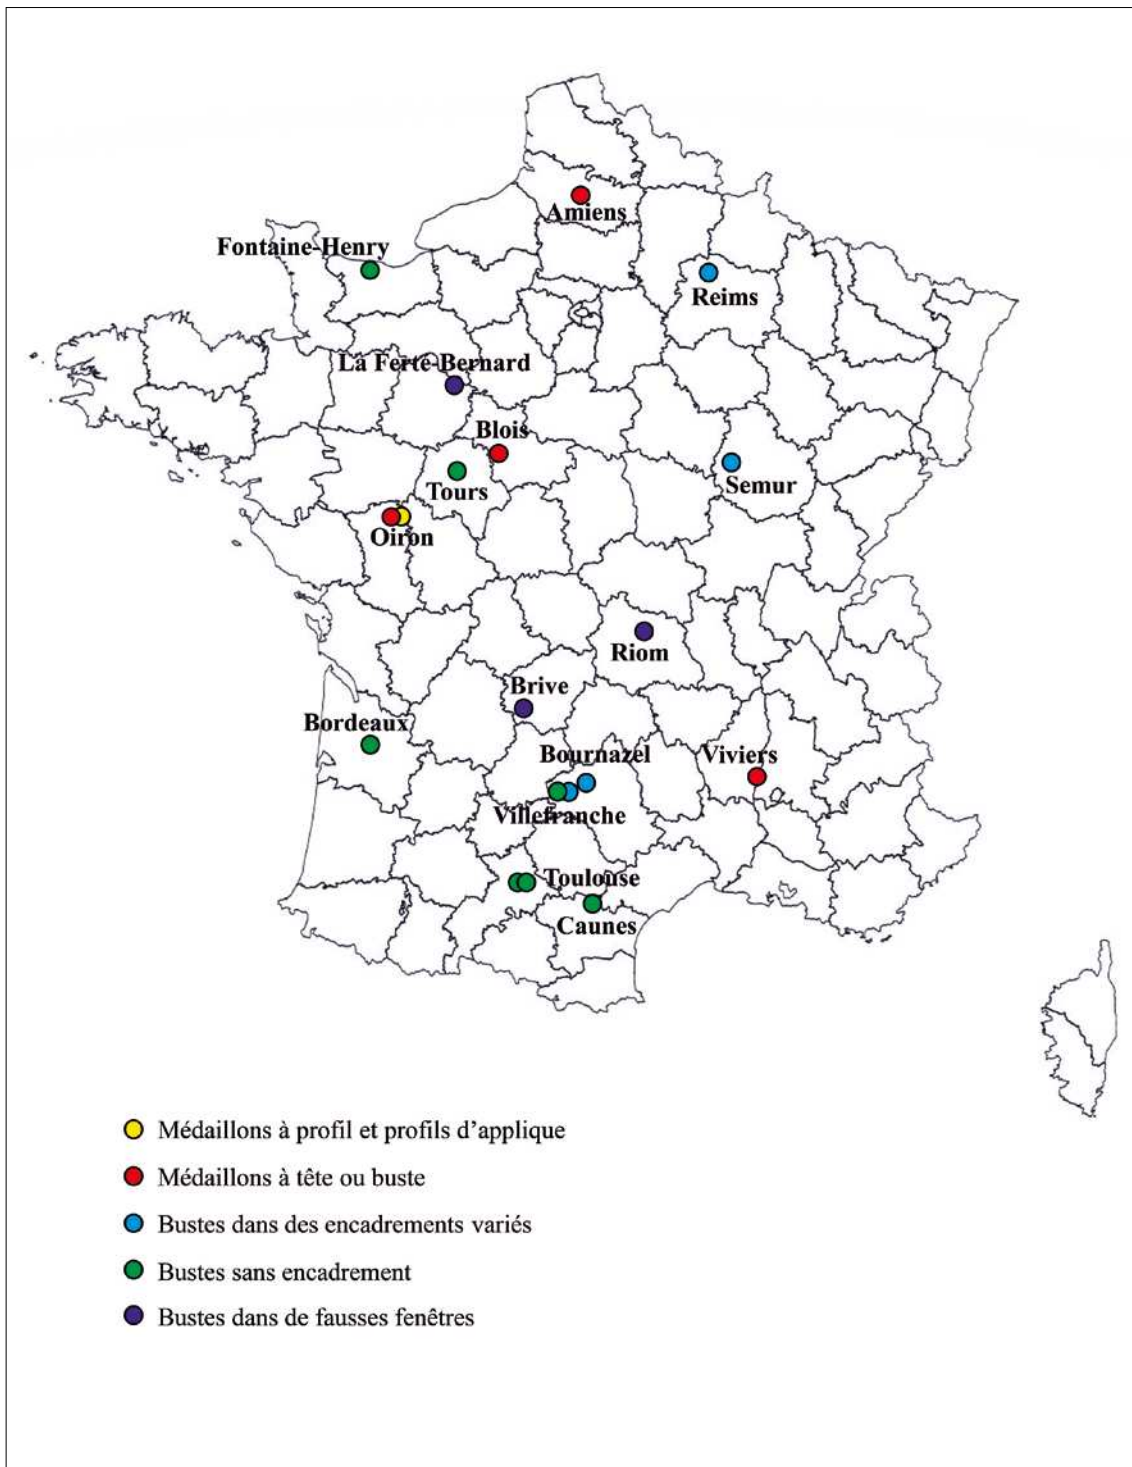 Amiens
Fontaine-Henry
Reims
La Ferté-Bernard
Blois
Tours
Semur
Oiron
Riom
Brive
Bordeaux
Bournazel
Viviers
Villefranche
Toulouse
Caunes
Médaillons à profil et profils d’applique
Médaillons à tête ou buste
Bustes dans des encadrements variés
Bustes sans encadrement
Bustes dans de fausses fenêtres